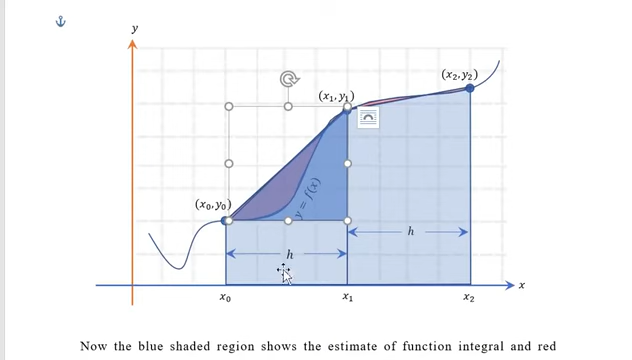 y
(x₂,y₂)
(x₁,y₁)
(x₀,y₀)
y = f(x)
h
h
x
x₀
x₁
x₂
Now the blue shaded region shows the estimate of function integral and red